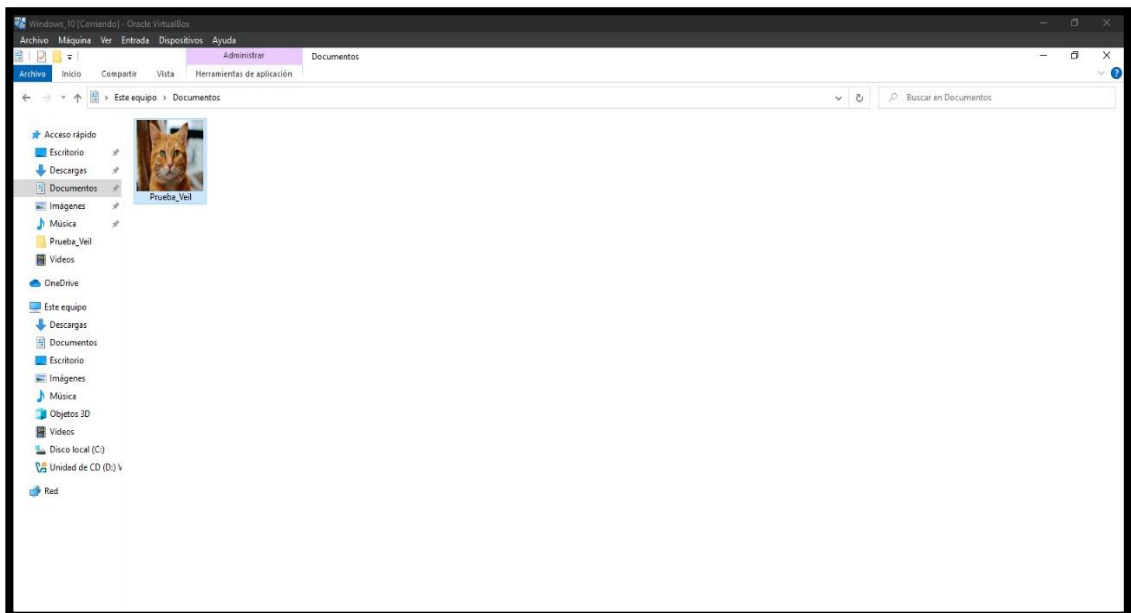 Windows_10 [Corriendo] - Oracle VirtualBox
Archivo Máquina Ver Entrada Dispositivos Ayuda
Administrar Documentos
Archivo Inicio Compartir Vista Herramientas de aplicación
Este equipo > Documentos Buscar en Documentos
Acceso rápido
Escritorio
Descargas
Documentos
Imágenes
Música
Prueba_Veil
Videos
OneDrive
Este equipo
Descargas
Documentos
Escritorio
Imágenes
Música
Objetos 3D
Videos
Disco local (C:)
Unidad de CD (D:) V
Red
Prueba_Veil